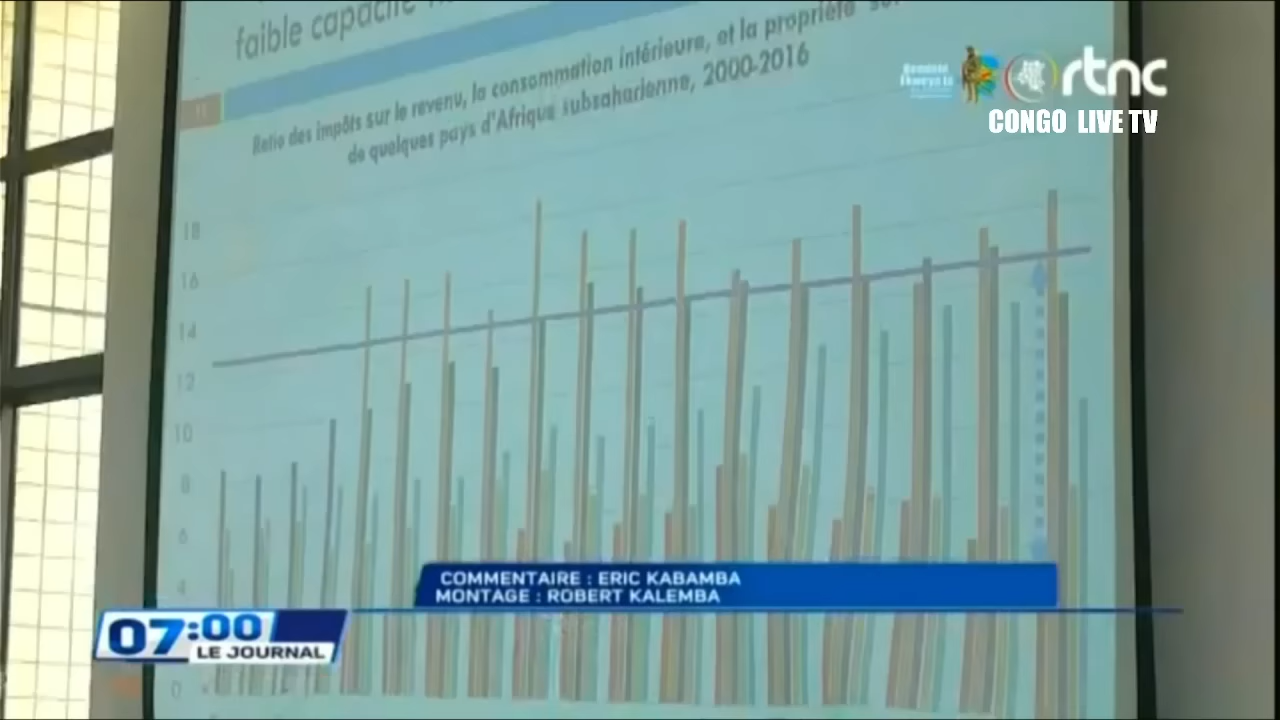 faible capacité
11
Ratio des impôts sur le revenu, la consommation intérieure, et la propriété
de quelques pays d'Afrique subsaharienne, 2000-2016
rtnc
CONGO LIVE TV
18
16
14
12
10
8
6
4
0
COMMENTAIRE : ERIC KABAMBA
MONTAGE : ROBERT KALEMBA
07:00
LE JOURNAL